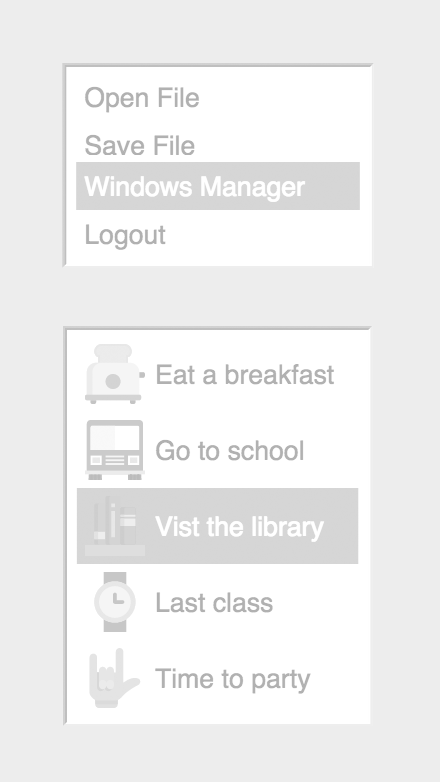 Open File
Save File
Windows Manager
Logout
Eat a breakfast
Go to school
Vist the library
Last class
Time to party